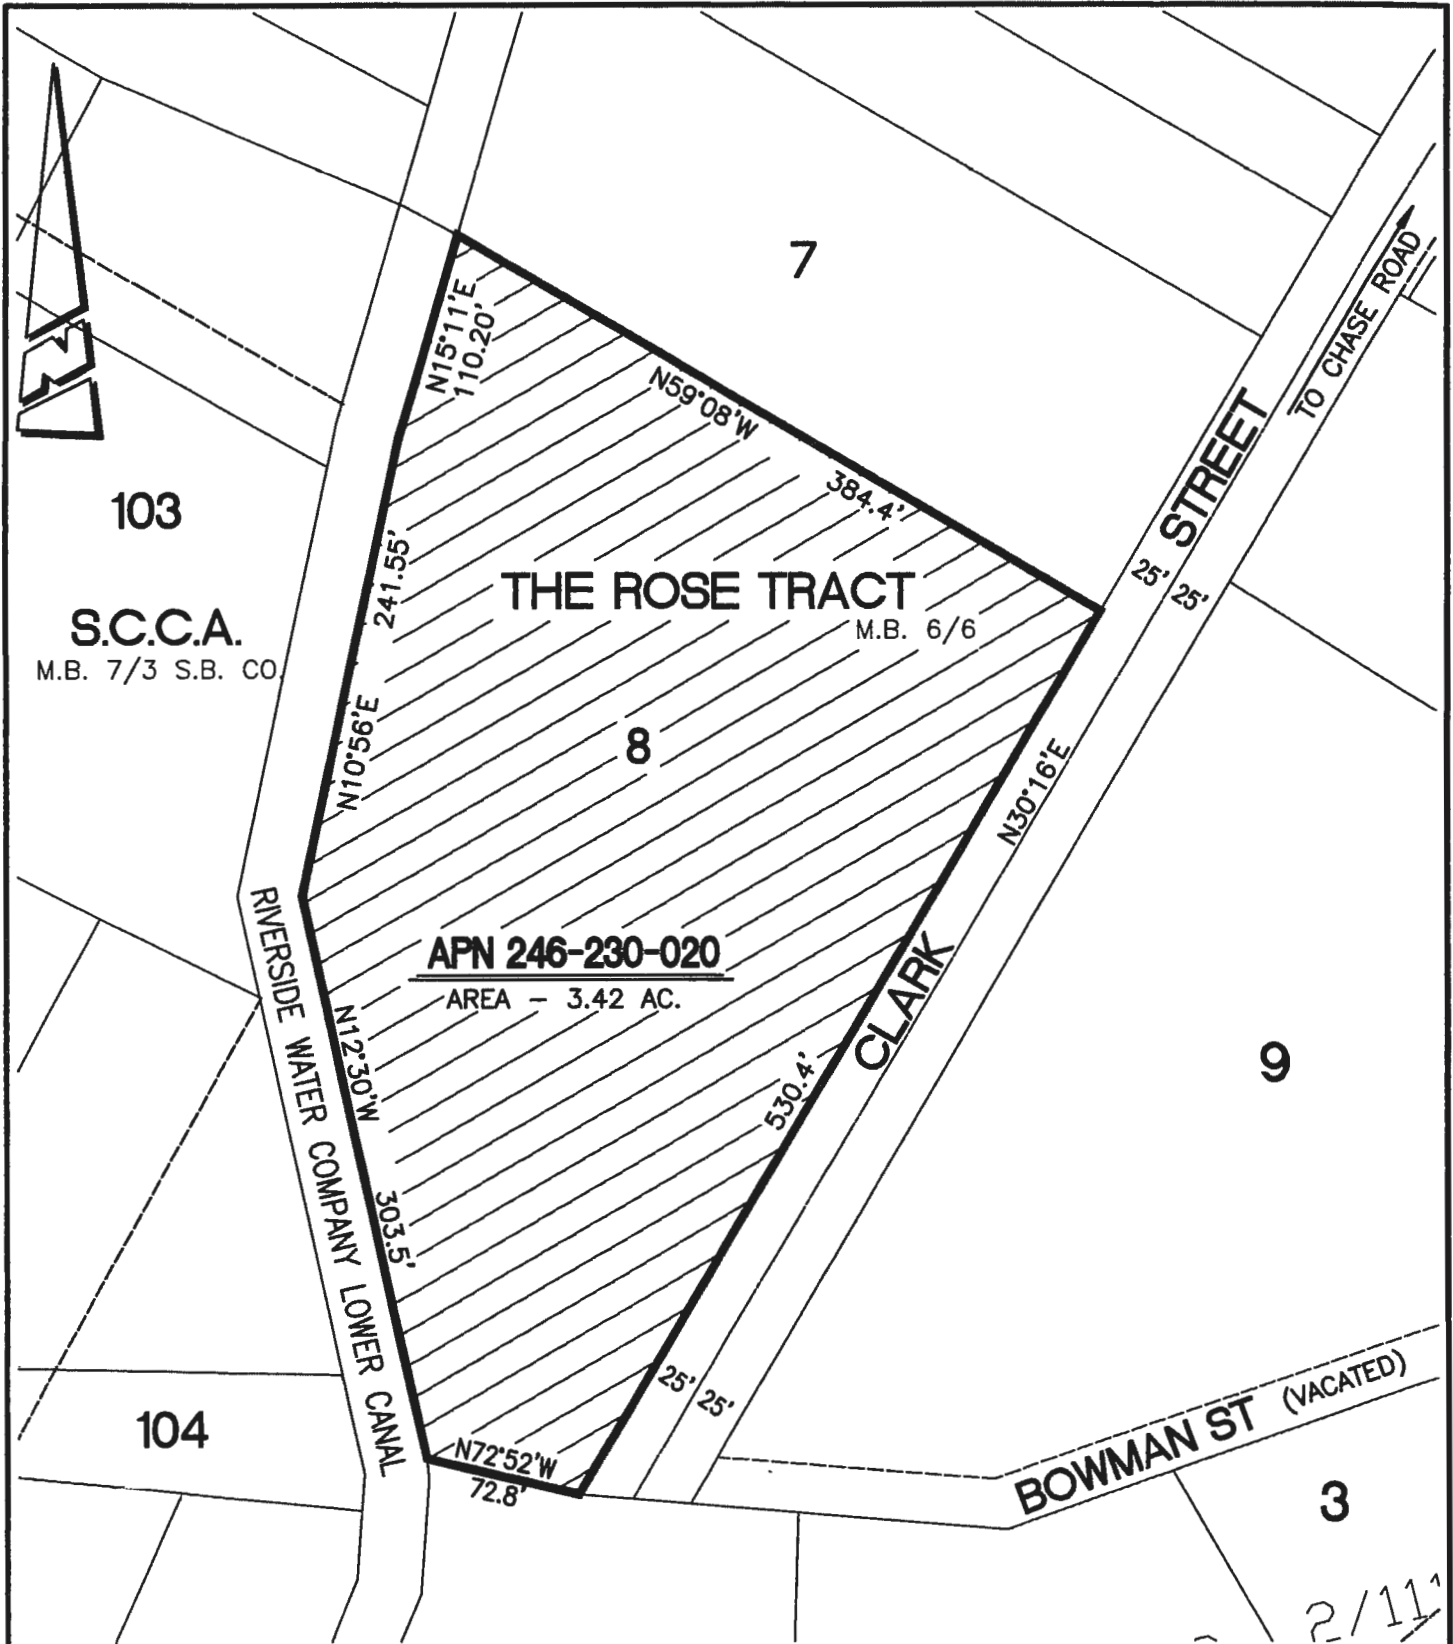 7
TO CHASE ROAD
N15°11'E
110.20'
N59°08'W
384.4'
STREET
103
241.55'
25' 25'
THE ROSE TRACT
M.B. 6/6
S.C.C.A.
M.B. 7/3 S.B. CO.
N10°56'E
8
N30°16'E
RIVERSIDE WATER COMPANY LOWER CANAL
APN 246-230-020
AREA - 3.42 AC.
CLARK
N12°30'W
9
530.4'
303.5'
25' 25'
BOWMAN ST (VACATED)
104
N72°52'W
72.8'
3
2/11